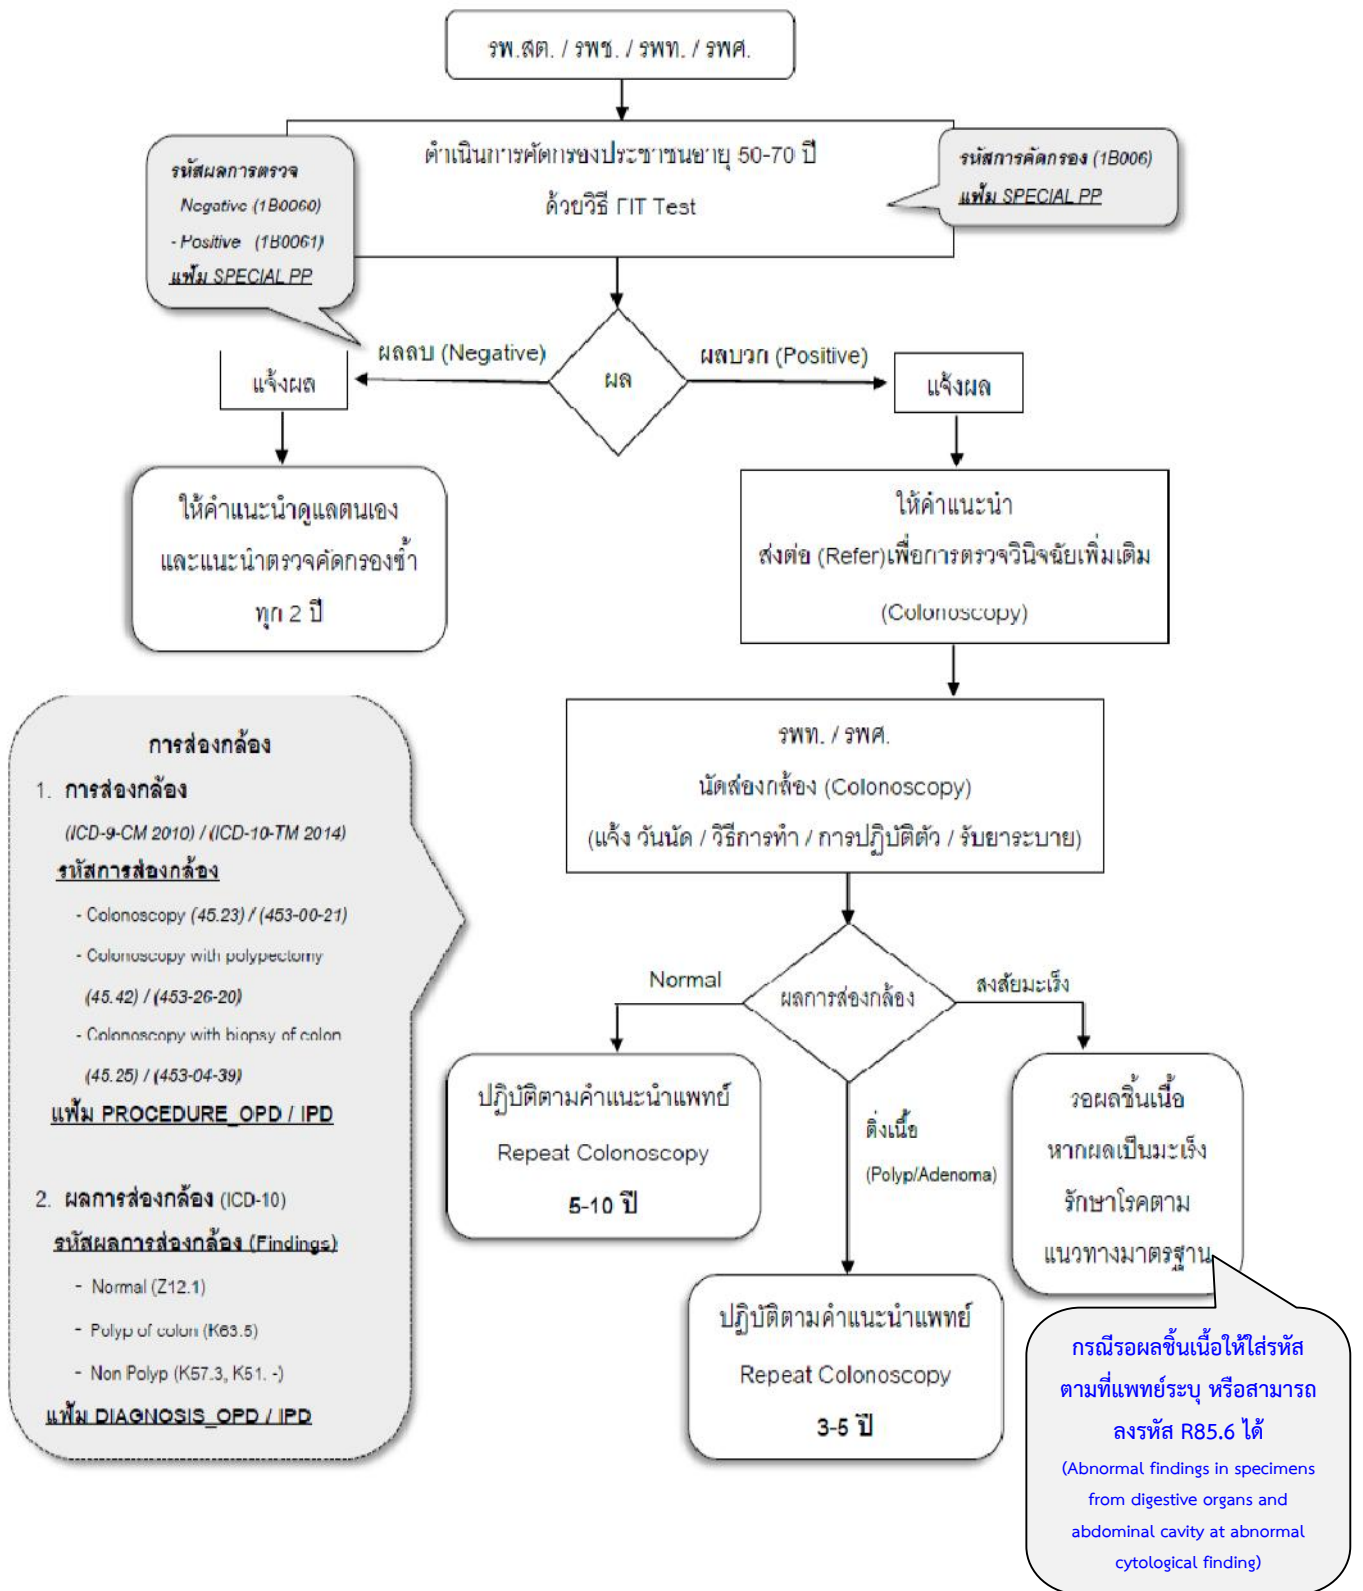 รพ.สต. / รพช. / รพท. / รพศ.
ดำเนินการคัดกรองประชาชนอายุ 50-70 ปี
ด้วยวิธี FIT Test
รหัสผลการตรวจ
Negative (1B0060)
- Positive (1B0061)
แฟ้ม SPECIAL PP
รหัสการคัดกรอง (1B006)
แฟ้ม SPECIAL PP
ผลลบ (Negative)
ผล
ผลบวก (Positive)
แจ้งผล
แจ้งผล
ให้คำแนะนำดูแลตนเอง
และแนะนำตรวจคัดกรองซ้ำ
ทุก 2 ปี
ให้คำแนะนำ
ส่งต่อ (Refer)เพื่อการตรวจวินิจฉัยเพิ่มเติม
(Colonoscopy)
รพท. / รพศ.
นัดส่องกล้อง (Colonoscopy)
(แจ้ง วันนัด / วิธีการทำ / การปฏิบัติตัว / รับยาระบาย)
การส่องกล้อง
1. การส่องกล้อง
(ICD-9-CM 2010) / (ICD-10-TM 2014)
รหัสการส่องกล้อง
- Colonoscopy (45.23) / (453-00-21)
- Colonoscopy with polypectomy
(45.42) / (453-26-20)
- Colonoscopy with biopsy of colon
(45.25) / (453-04-39)
แฟ้ม PROCEDURE_OPD / IPD
2. ผลการส่องกล้อง (ICD-10)
รหัสผลการส่องกล้อง (Findings)
- Normal (Z12.1)
- Polyp of colon (K63.5)
- Non Polyp (K57.3, K51. -)
แฟ้ม DIAGNOSIS_OPD / IPD
Normal
ผลการส่องกล้อง
สงสัยมะเร็ง
ติ่งเนื้อ
(Polyp/Adenoma)
ปฏิบัติตามคำแนะนำแพทย์
Repeat Colonoscopy
5-10 ปี
รอผลชิ้นเนื้อ
หากผลเป็นมะเร็ง
รักษาโรคตาม
แนวทางมาตรฐาน
ปฏิบัติตามคำแนะนำแพทย์
Repeat Colonoscopy
3-5 ปี
กรณีรอผลชิ้นเนื้อให้ใส่รหัส
ตามที่แพทย์ระบุ หรือสามารถ
ลงรหัส R85.6 ได้
(Abnormal findings in specimens
from digestive organs and
abdominal cavity at abnormal
cytological finding)